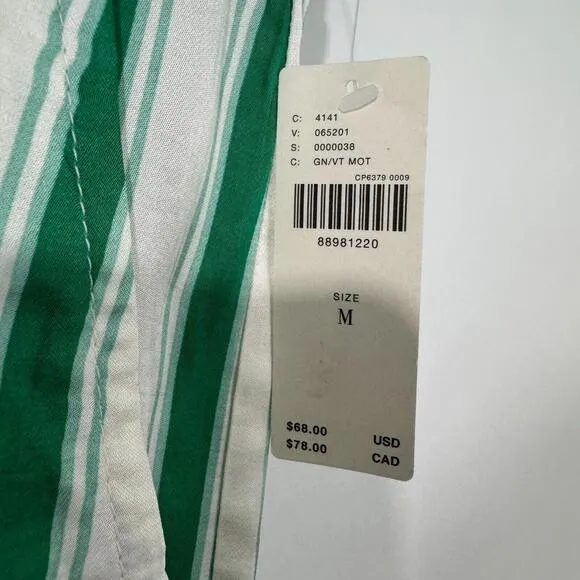 C: 4141
V: 065201
S: 0000038
C: GN/VT MOT
CP6379 0009
88981220
SIZE
M
$68.00 USD
$78.00 CAD